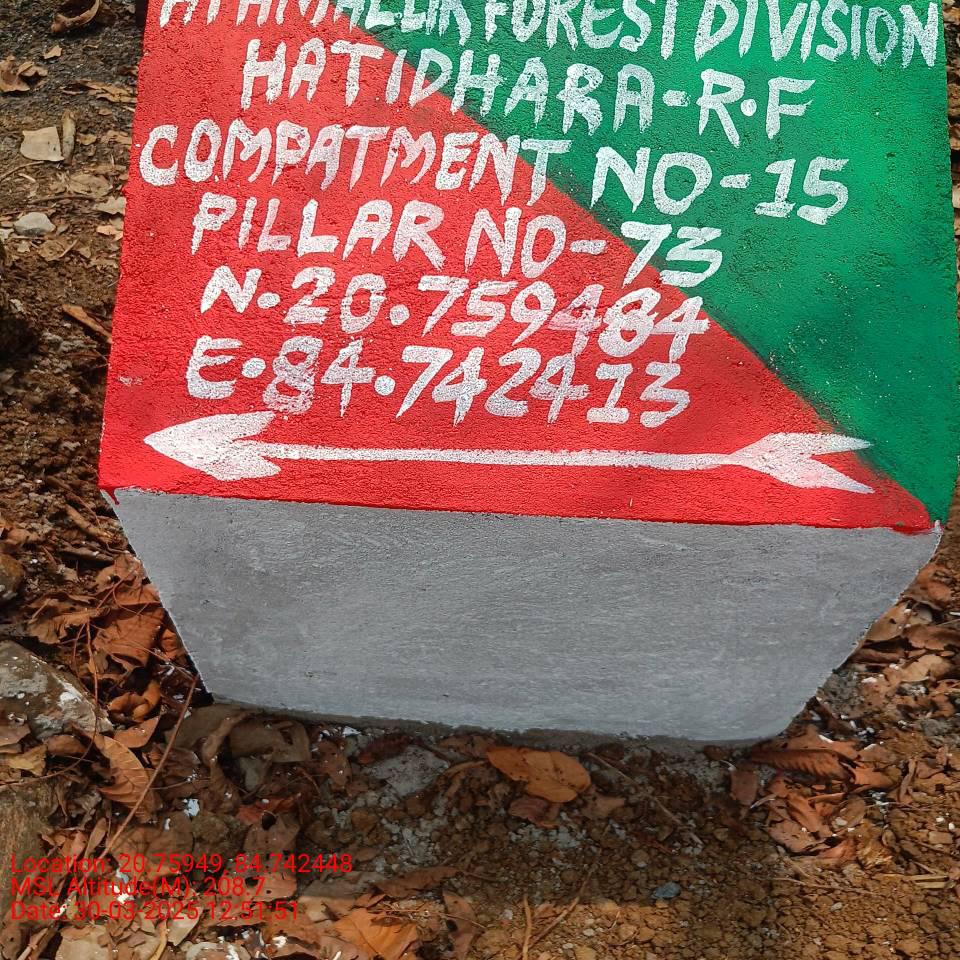 ATHMALLIK FOREST DIVISION
HATIDHARA-R.F
COMPATMENT NO-15
PILLAR NO-73
N.20.759484
E.84.742413
Location: 20.75949, 84.742448
MSL Altitude(M): 208.7
Date: 30-03-2025 12:51:51